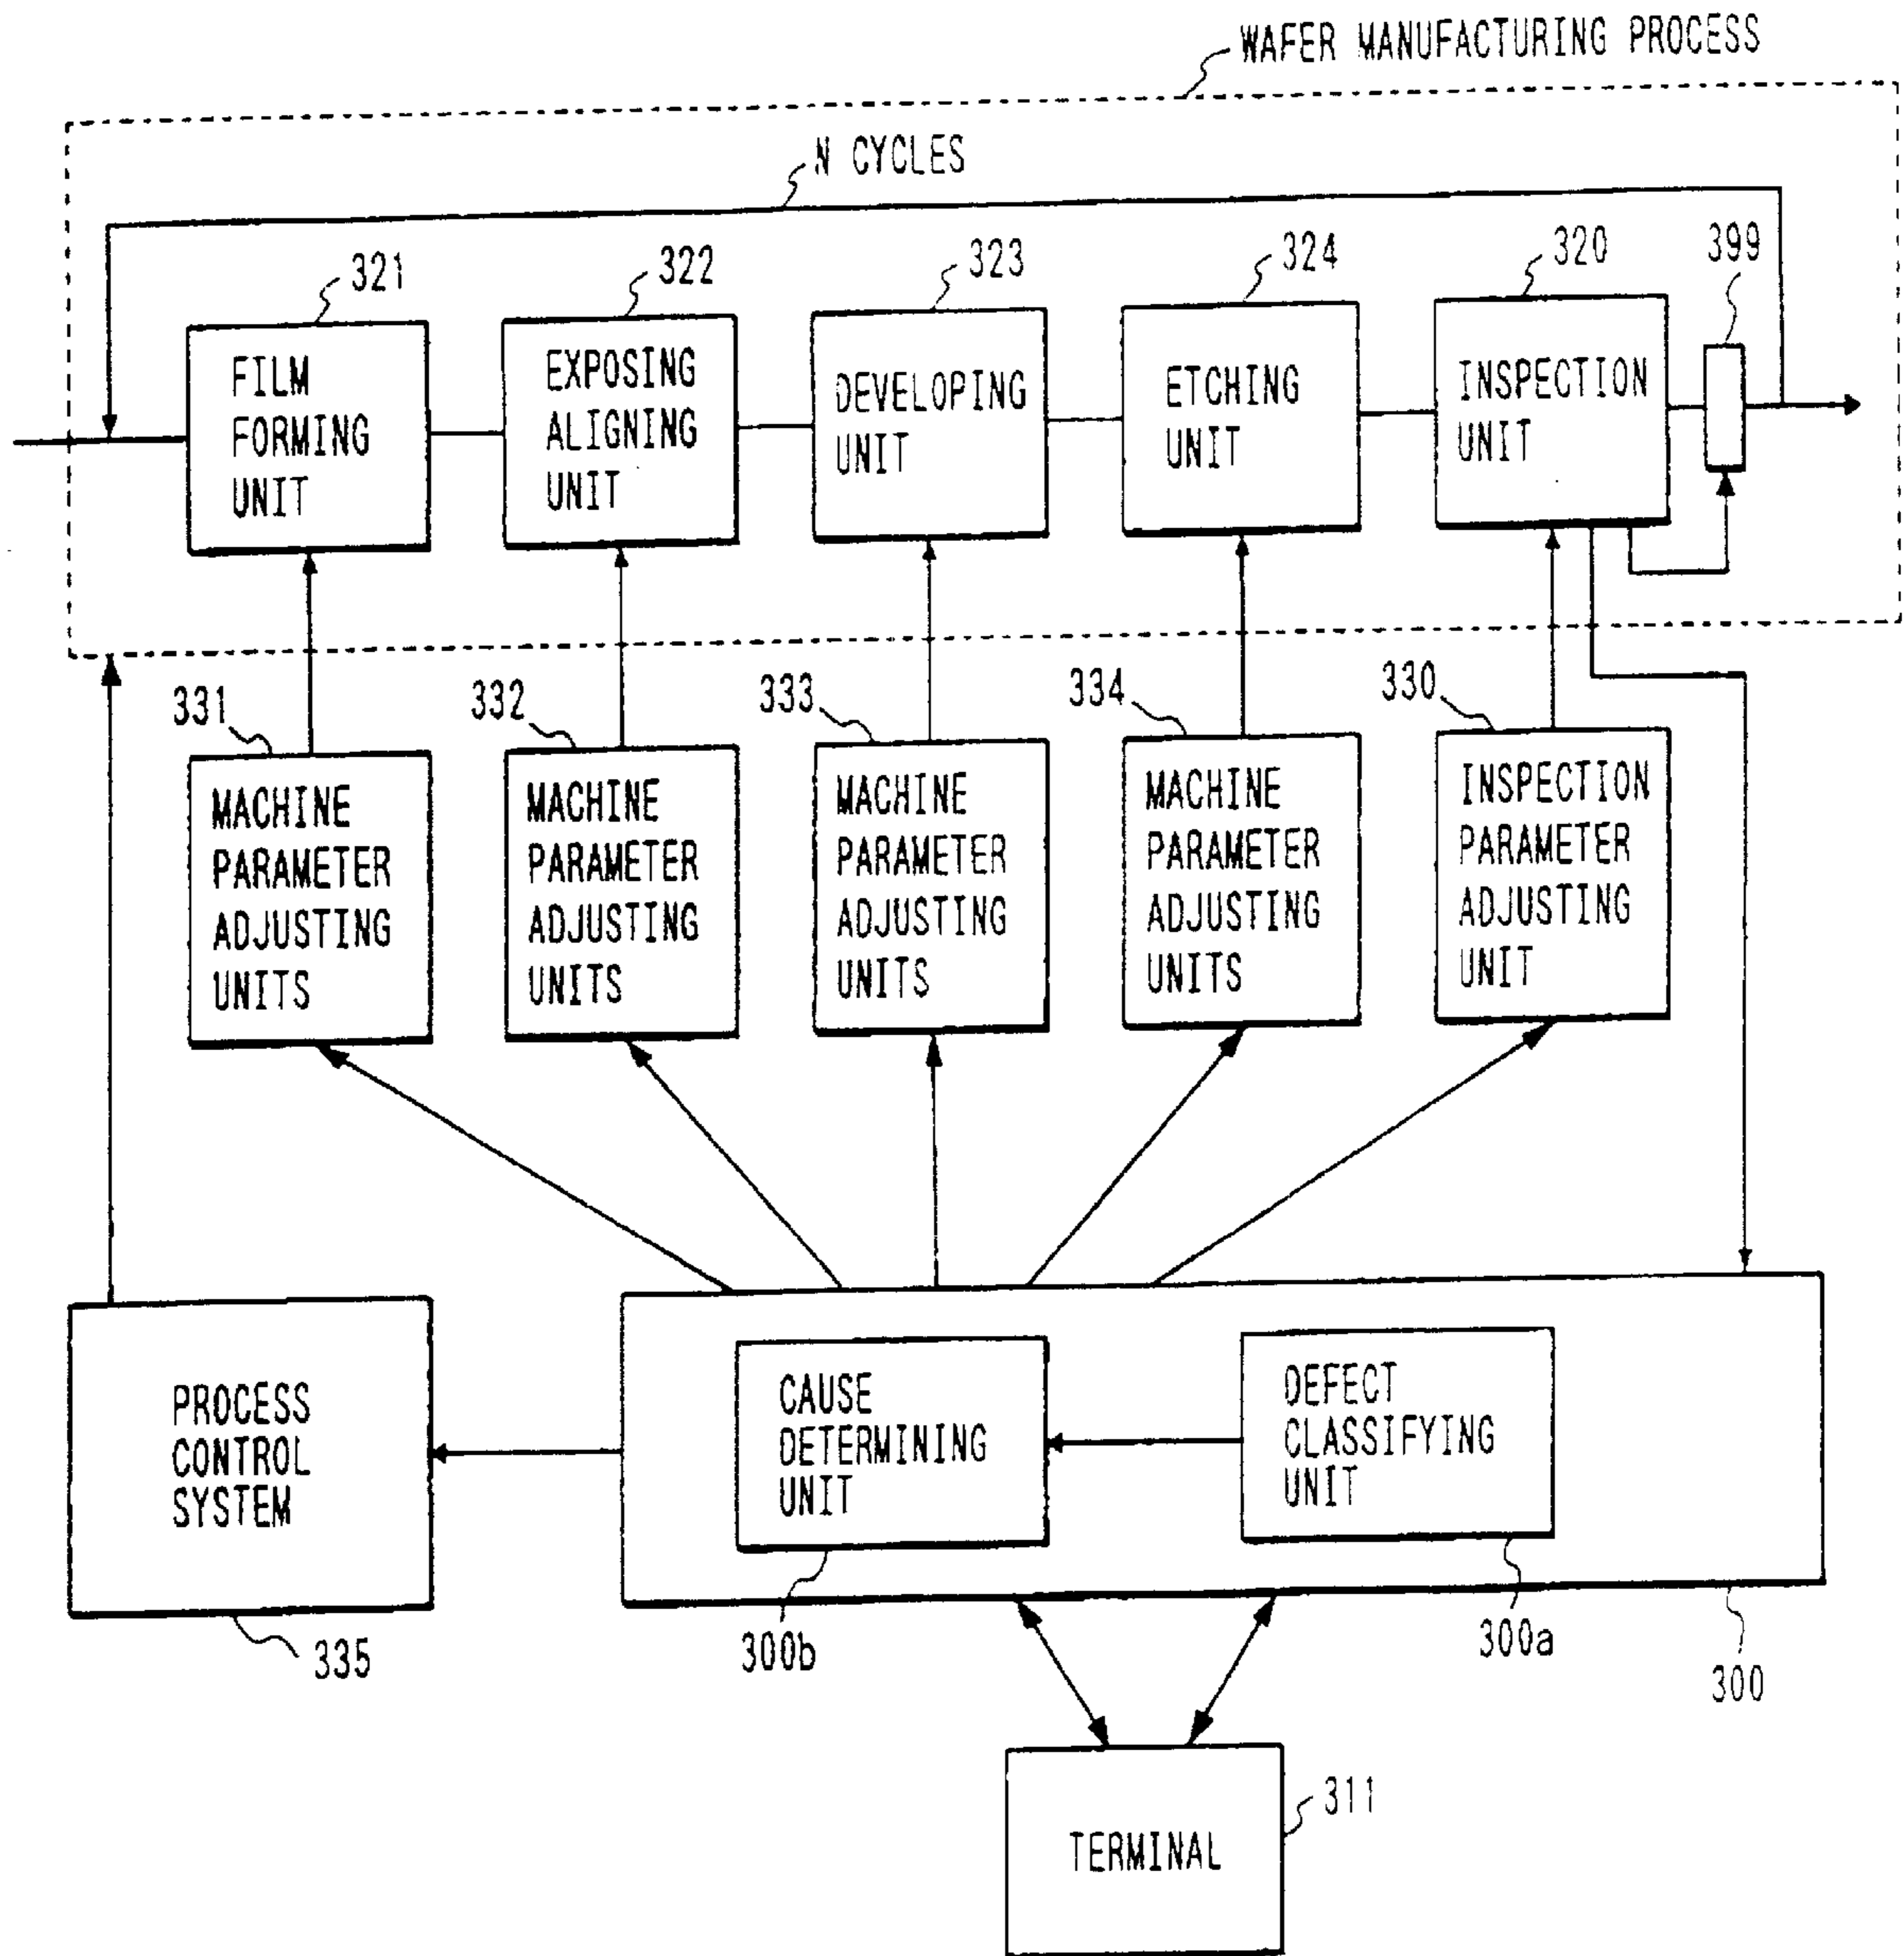 WAFER MANUFACTURING PROCESS
N CYCLES
321
322
323
324
320
399
FILM
FORMING
UNIT
EXPOSING
ALIGNING
UNIT
DEVELOPING
UNIT
ETCHING
UNIT
INSPECTION
UNIT
331
332
333
334
330
MACHINE
PARAMETER
ADJUSTING
UNITS
MACHINE
PARAMETER
ADJUSTING
UNITS
MACHINE
PARAMETER
ADJUSTING
UNITS
MACHINE
PARAMETER
ADJUSTING
UNITS
INSPECTION
PARAMETER
ADJUSTING
UNIT
PROCESS
CONTROL
SYSTEM
CAUSE
DETERMINING
UNIT
DEFECT
CLASSIFYING
UNIT
335
300b
300a
300
TERMINAL
311